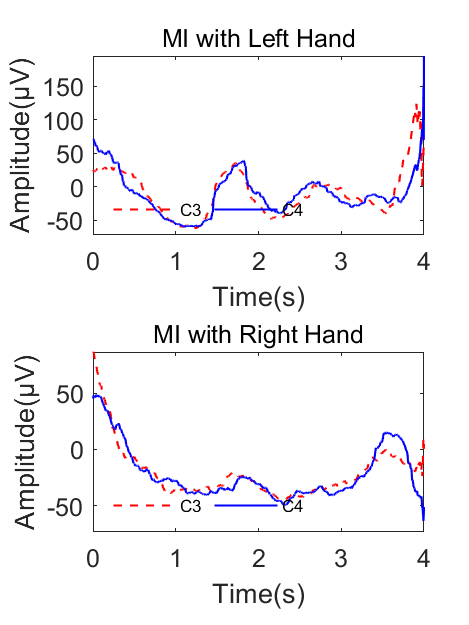 MI with Left Hand
Amplitude(µV)
150
100
50
0
-50
C3 C4
0 1 2 3 4
Time(s)
MI with Right Hand
Amplitude(µV)
50
0
-50
C3 C4
0 1 2 3 4
Time(s)